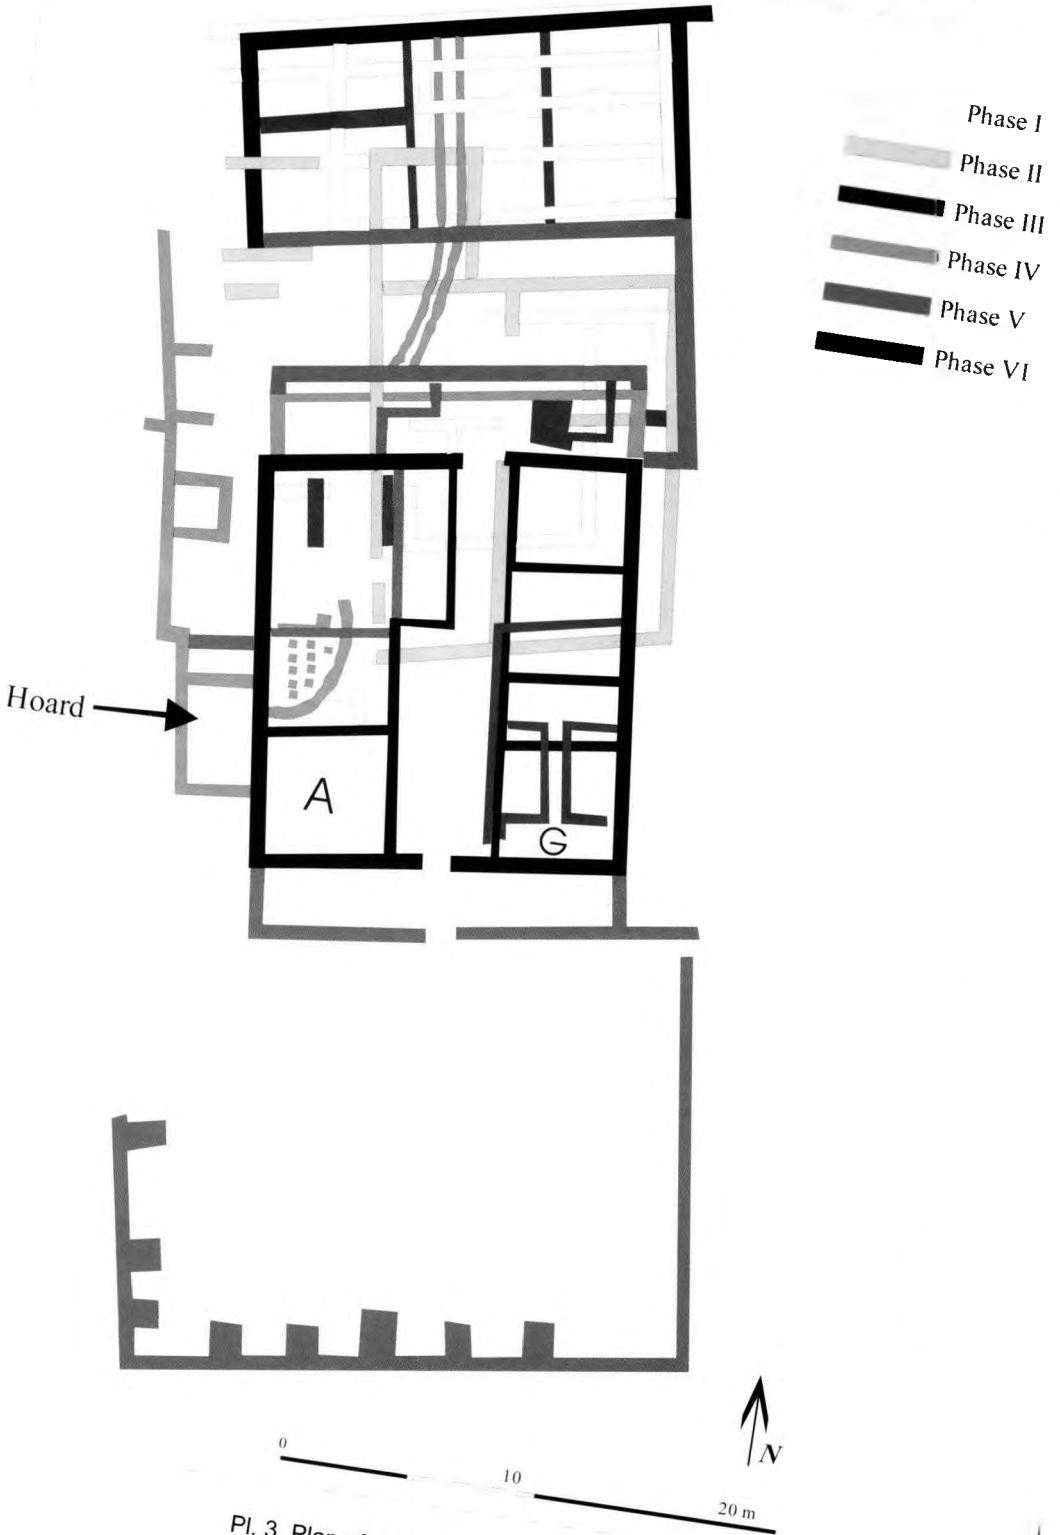 Phase I
Phase II
Phase III
Phase IV
Phase V
Phase VI
Hoard
A
G
N
0
10
20 m
Pl. 3. Plan